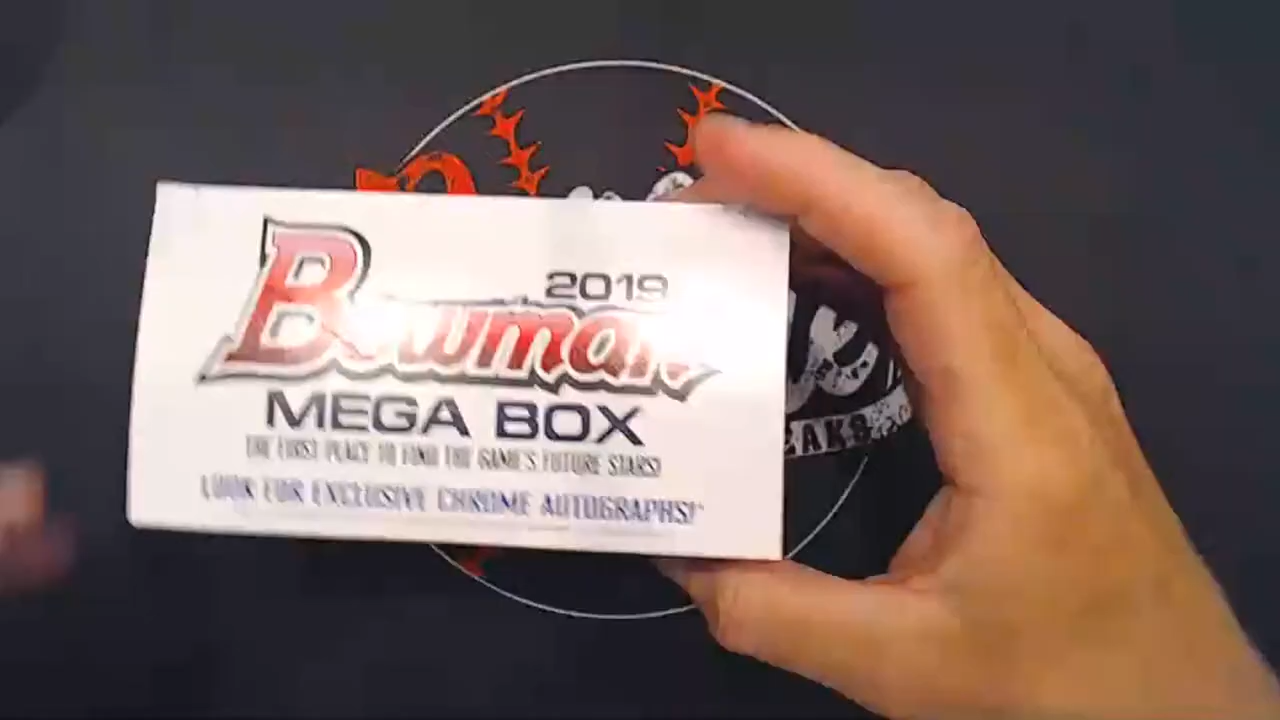 2019
Bowman
MEGA BOX
THE FIRST PLACE TO FIND THE GAME'S FUTURE STARS!
LOOK FOR EXCLUSIVE CHROME AUTOGRAPHS!*